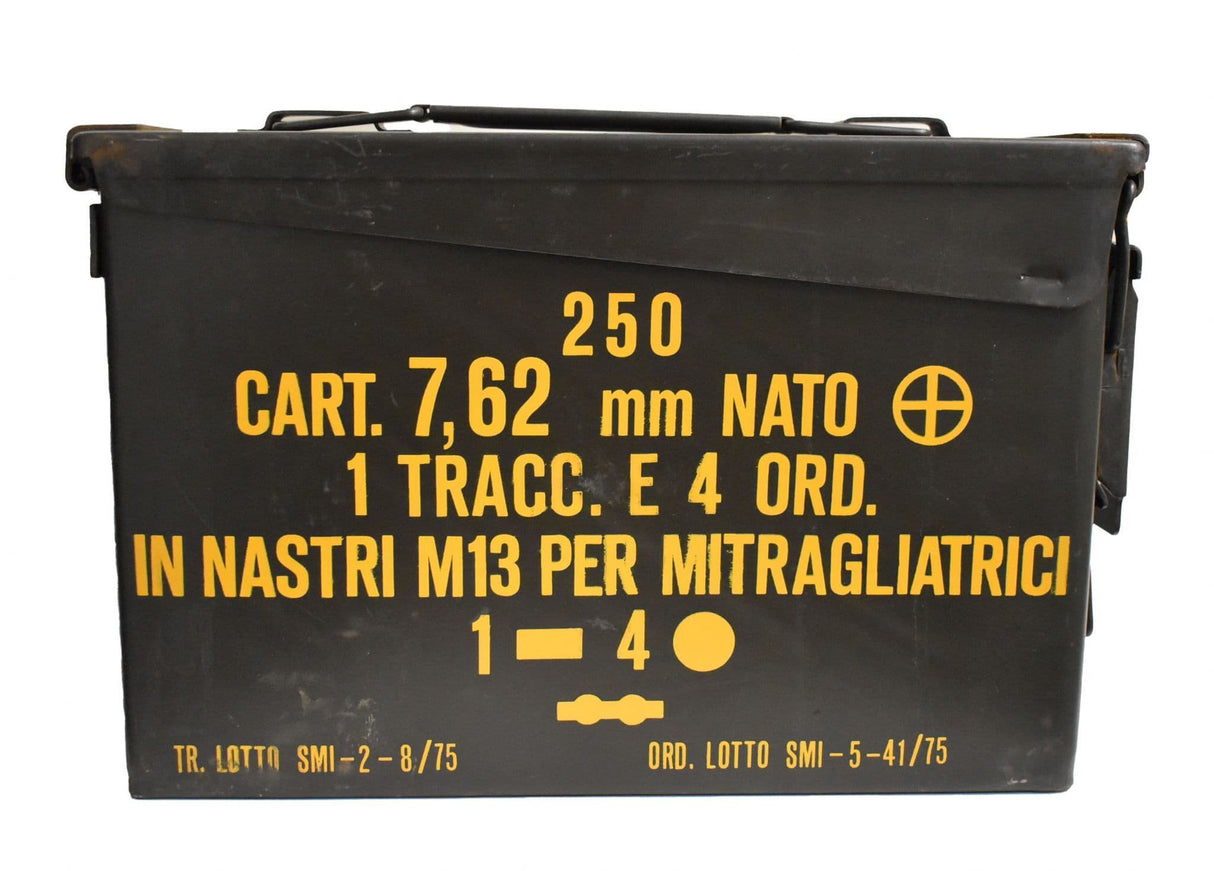 250
CART. 7,62 mm NATO
1 TRACC. E 4 ORD.
IN NASTRI M13 PER MITRAGLIATRICI
1 4
TR. LOTTO SMI-2-8/75 ORD. LOTTO SMI-5-41/75